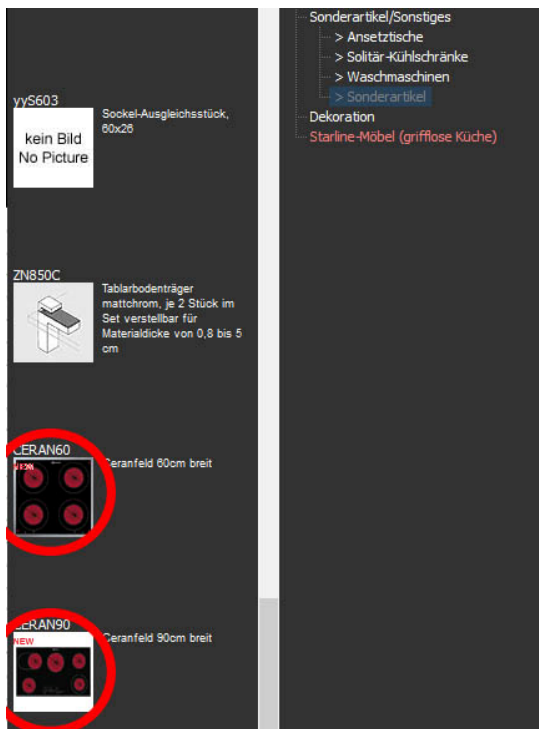 yyS603
kein Bild
No Picture
Sockel-Ausgleichsstück,
60x26
ZN850C
Tablarbodenträger
mattchrom, je 2 Stück im
Set verstellbar für
Materialdicke von 0,8 bis 5
cm
CERAN60
Ceranfeld 60cm breit
CERAN90
NEW
Ceranfeld 90cm breit
Sonderartikel/Sonstiges
> Ansetztische
> Solitär-Kühlschränke
> Waschmaschinen
> Sonderartikel
Dekoration
Starline-Möbel (grifflose Küche)